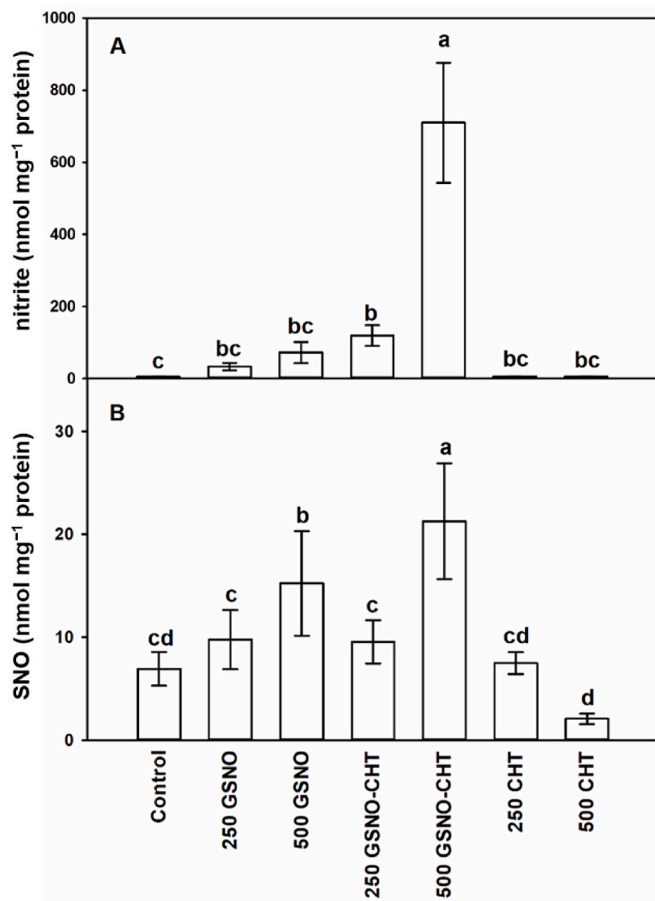 A
nitrite (nmol mg⁻¹ protein)
1000
800
600
400
200
0
c
bc
bc
b
a
bc
bc
B
SNO (nmol mg⁻¹ protein)
30
20
10
0
cd
c
b
c
a
cd
d
Control
250 GSNO
500 GSNO
250 GSNO-CHT
500 GSNO-CHT
250 CHT
500 CHT